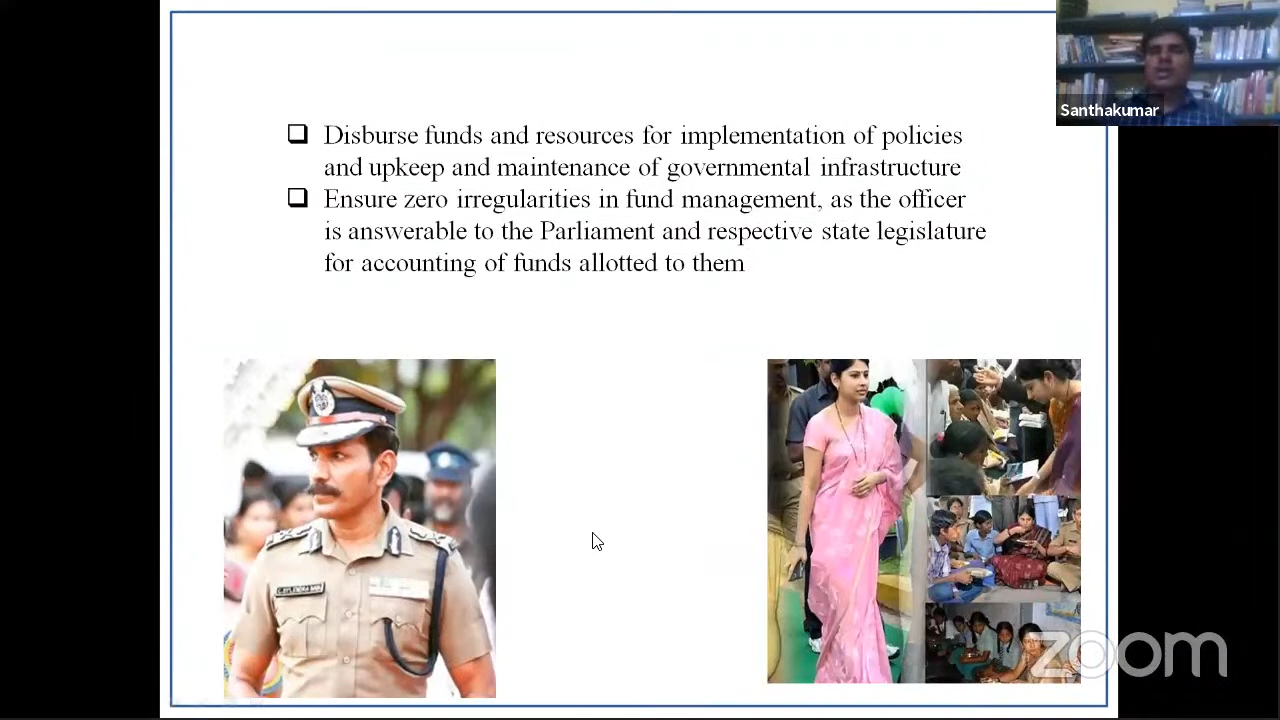 Santhakumar
❑ Disburse funds and resources for implementation of policies
and upkeep and maintenance of governmental infrastructure
❑ Ensure zero irregularities in fund management, as the officer
is answerable to the Parliament and respective state legislature
for accounting of funds allotted to them
zoom